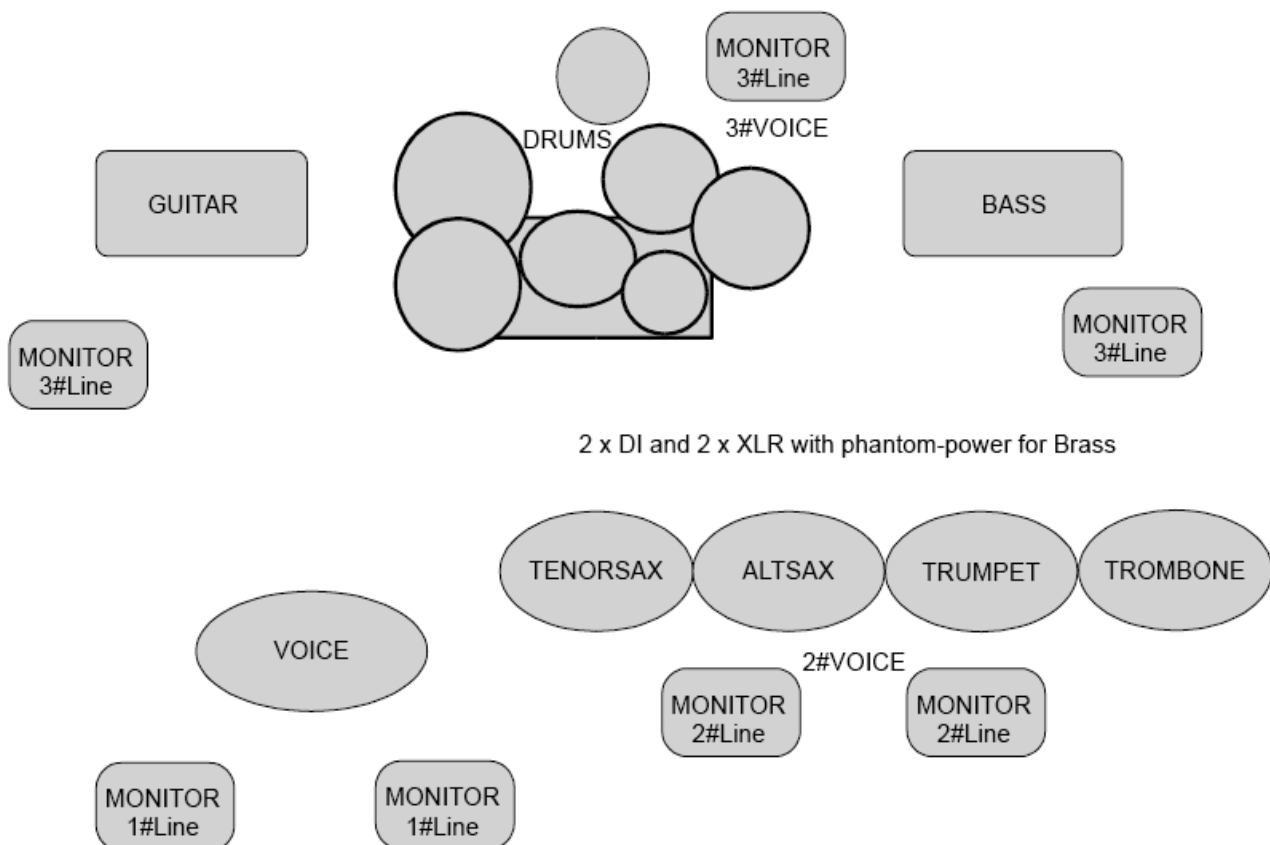 MONITOR
3#Line
DRUMS
3#VOICE
GUITAR
BASS
MONITOR
3#Line
MONITOR
3#Line
2 x DI and 2 x XLR with phantom-power for Brass
TENORSAX
ALTSAX
TRUMPET
TROMBONE
VOICE
2#VOICE
MONITOR
2#Line
MONITOR
2#Line
MONITOR
1#Line
MONITOR
1#Line